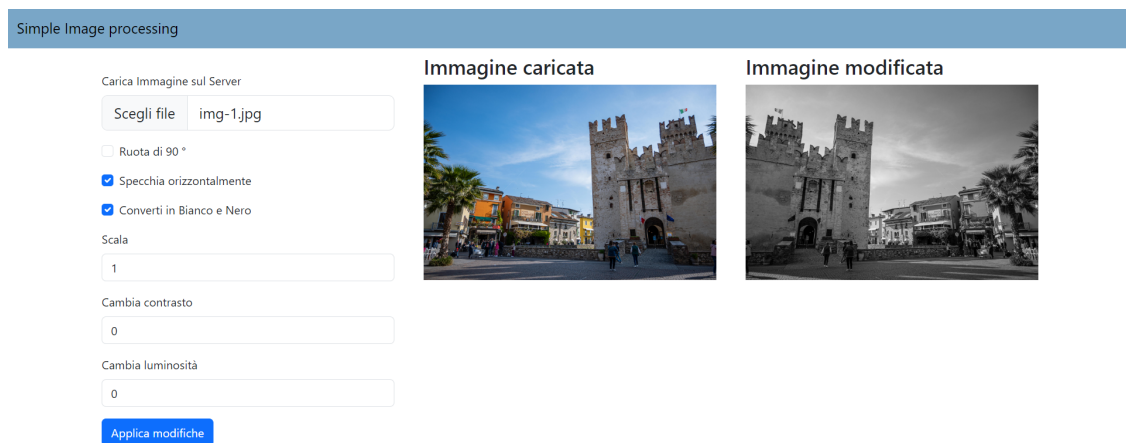 Simple Image processing
Carica Immagine sul Server
Scegli file img-1.jpg
Ruota di 90 °
Specchia orizzontalmente
Converti in Bianco e Nero
Scala
1
Cambia contrasto
0
Cambia luminosità
0
Applica modifiche
Immagine caricata
Immagine modificata